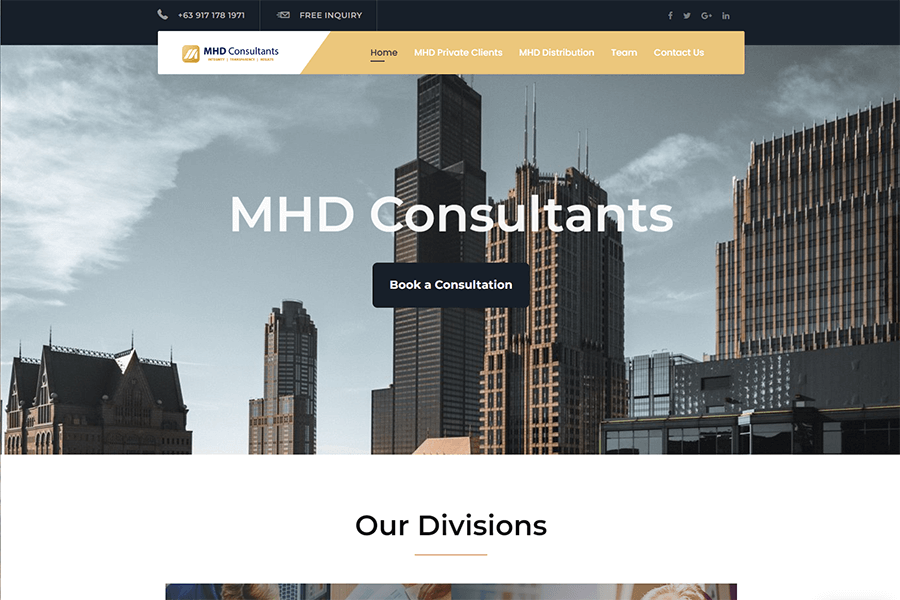 +63 917 178 1971
FREE INQUIRY
MHD Consultants
INTEGRITY | TRANSPARENCY | RESULTS
Home
MHD Private Clients
MHD Distribution
Team
Contact Us
MHD Consultants
Book a Consultation
Our Divisions